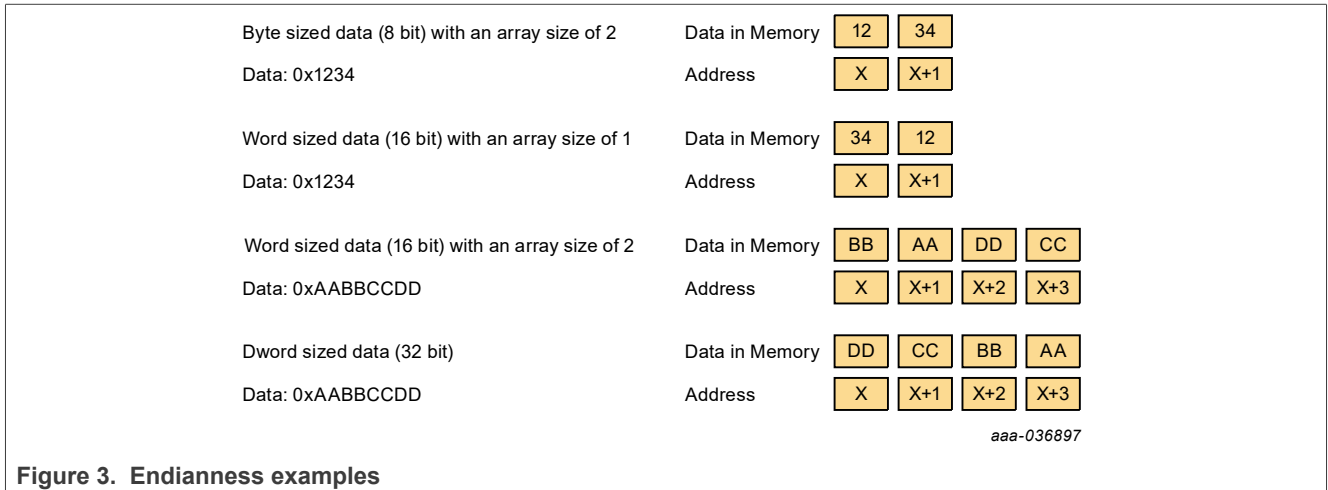 Byte sized data (8 bit) with an array size of 2 Data in Memory 12 34
Data: 0x1234 Address X X+1
Word sized data (16 bit) with an array size of 1 Data in Memory 34 12
Data: 0x1234 Address X X+1
Word sized data (16 bit) with an array size of 2 Data in Memory BB AA DD CC
Data: 0xAABBCCDD Address X X+1 X+2 X+3
Dword sized data (32 bit) Data in Memory DD CC BB AA
Data: 0xAABBCCDD Address X X+1 X+2 X+3
aaa-036897
Figure 3. Endianness examples